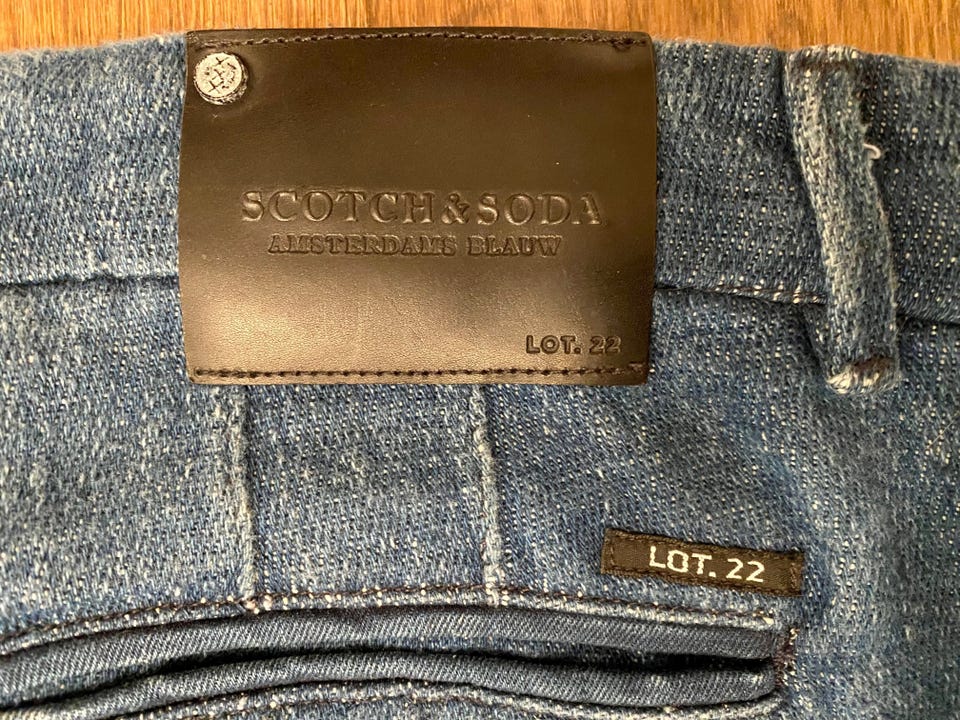 SCOTCH & SODA
AMSTERDAMS BLAUW
LOT. 22
LOT. 22